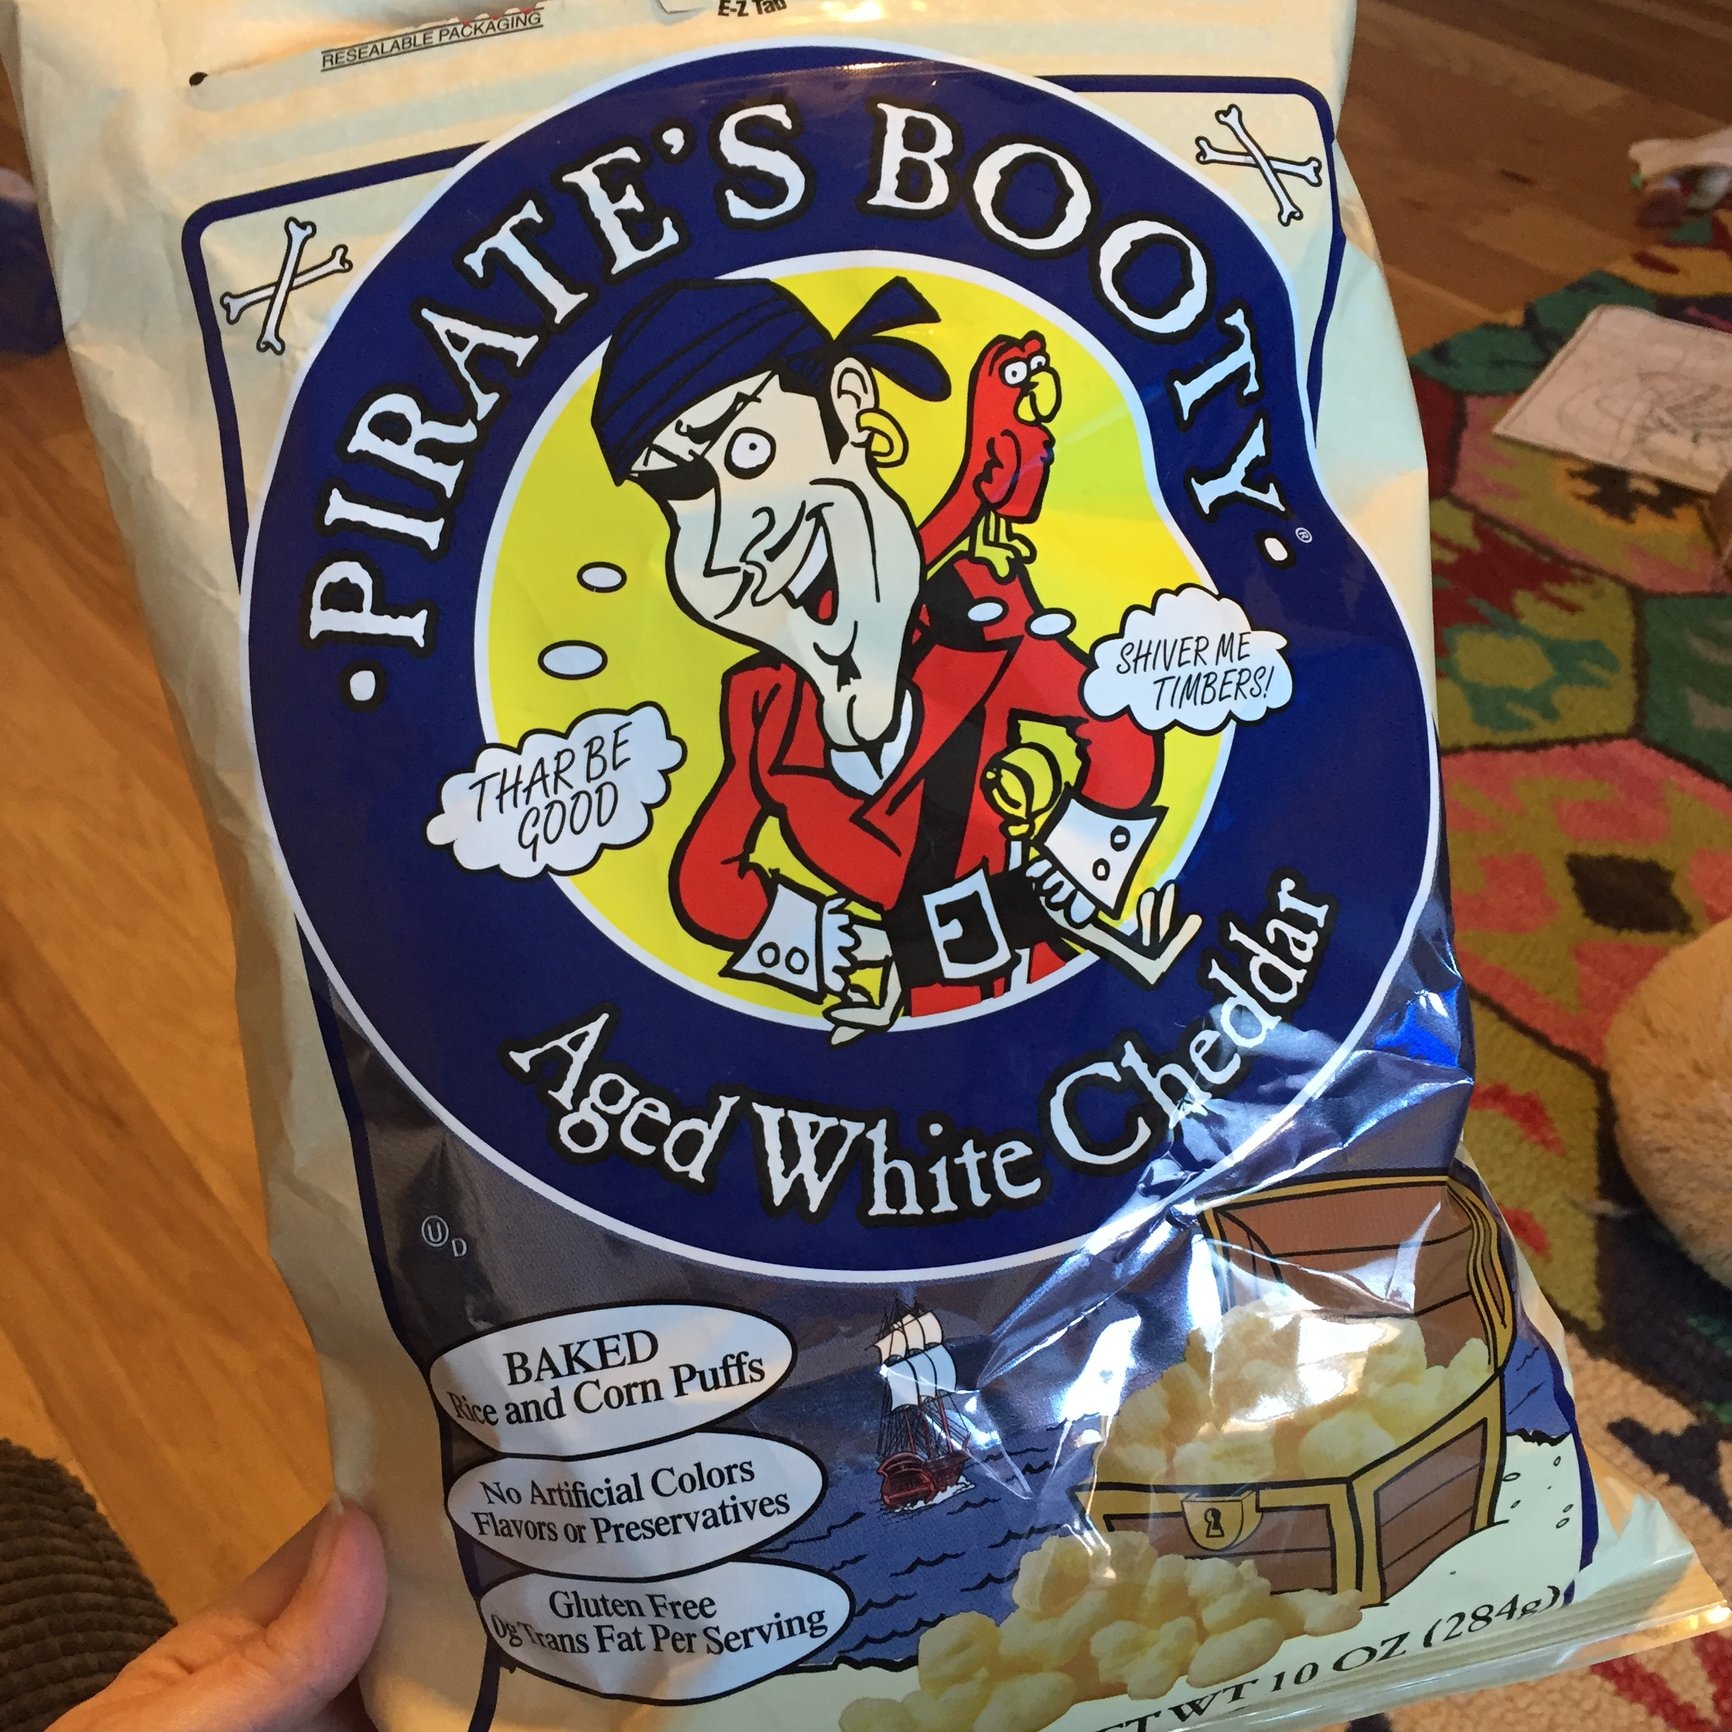 RESEALABLE PACKAGING
E-Z Tab
PIRATE'S BOOTY
®
SHIVER ME
TIMBERS!
THAR BE
GOOD
Aged White Cheddar
U D
BAKED
Rice and Corn Puffs
No Artificial Colors
Flavors or Preservatives
Gluten Free
0g Trans Fat Per Serving
WT 10 OZ (284g)